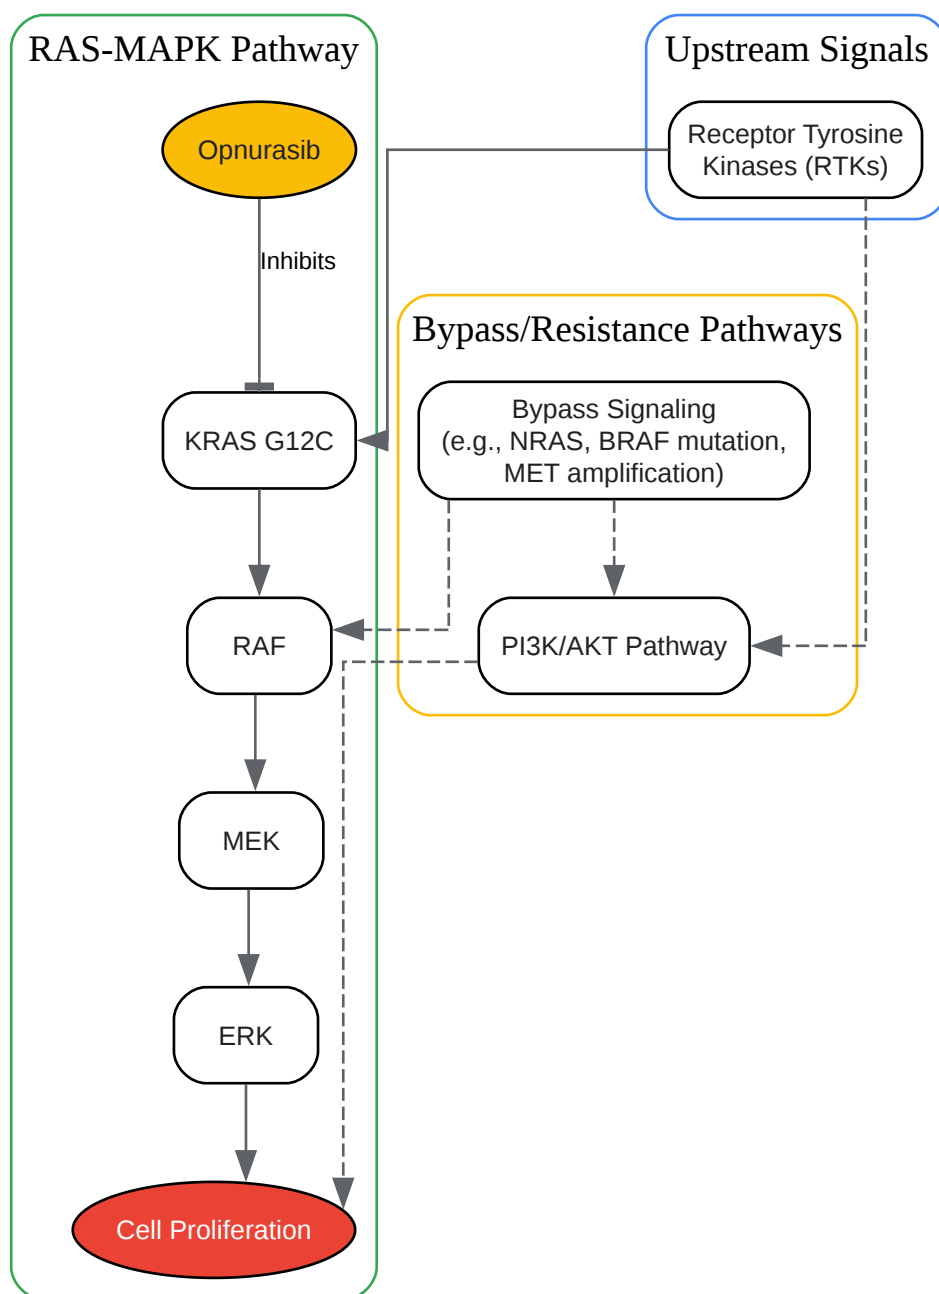 RAS-MAPK Pathway
Opnurasib
Inhibits
KRAS G12C
RAF
MEK
ERK
Cell Proliferation
Upstream Signals
Receptor Tyrosine
Kinases (RTKs)
Bypass/Resistance Pathways
Bypass Signaling
(e.g., NRAS, BRAF mutation,
MET amplification)
PI3K/AKT Pathway